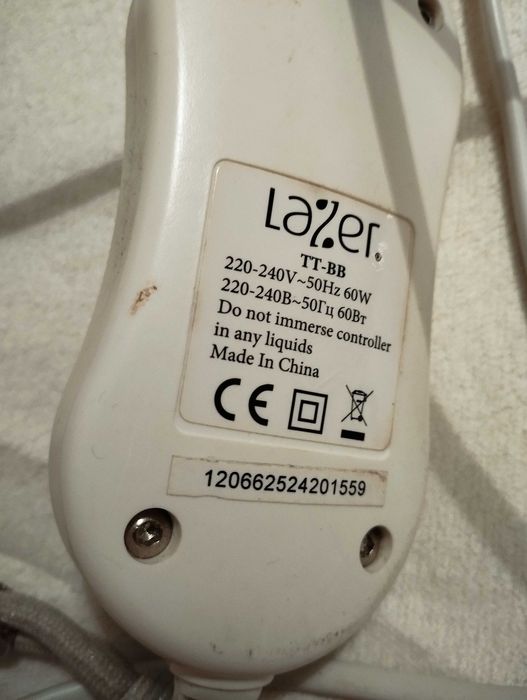 Lazer
TT-BB
220-240V~50Hz 60W
220-240В~50Гц 60Вт
Do not immerse controller
in any liquids
Made In China
CE
120662524201559